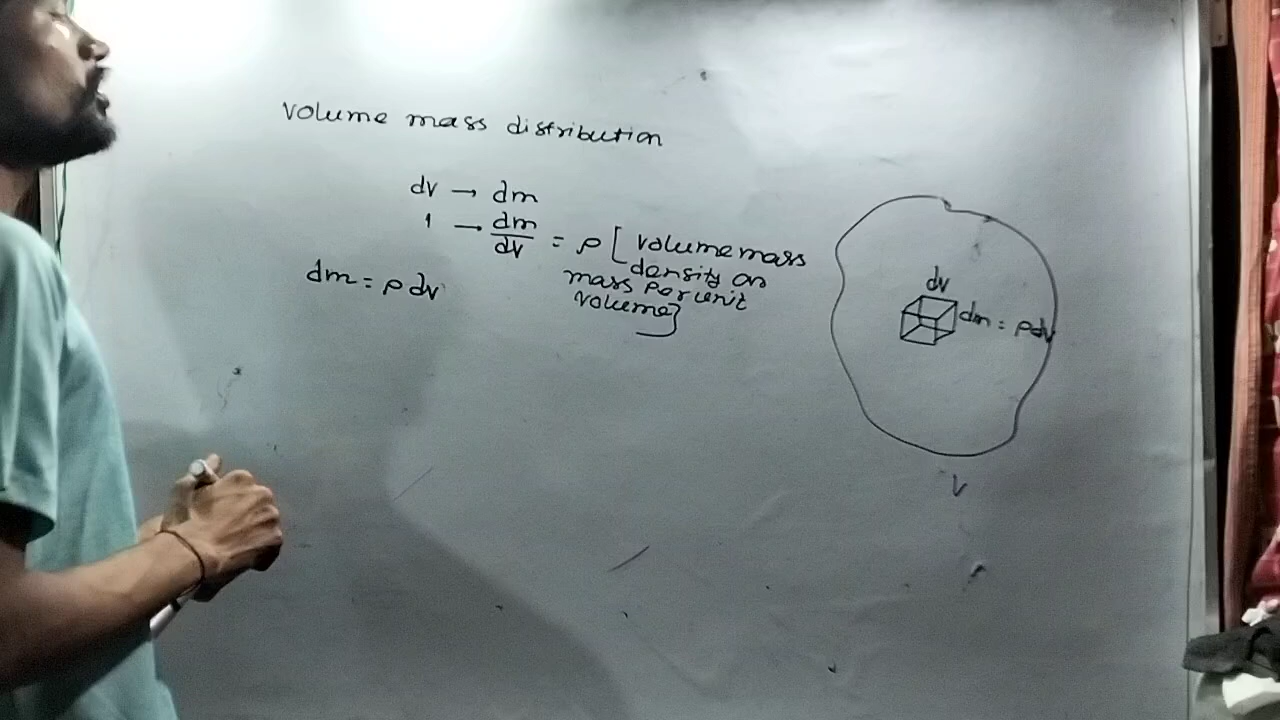 volume mass distribution
dv → dm
1 → dm/dv = ρ [ volume mass
density or
mass per unit
volume ]
dm = ρ dv
dv
dm = ρ dv
V